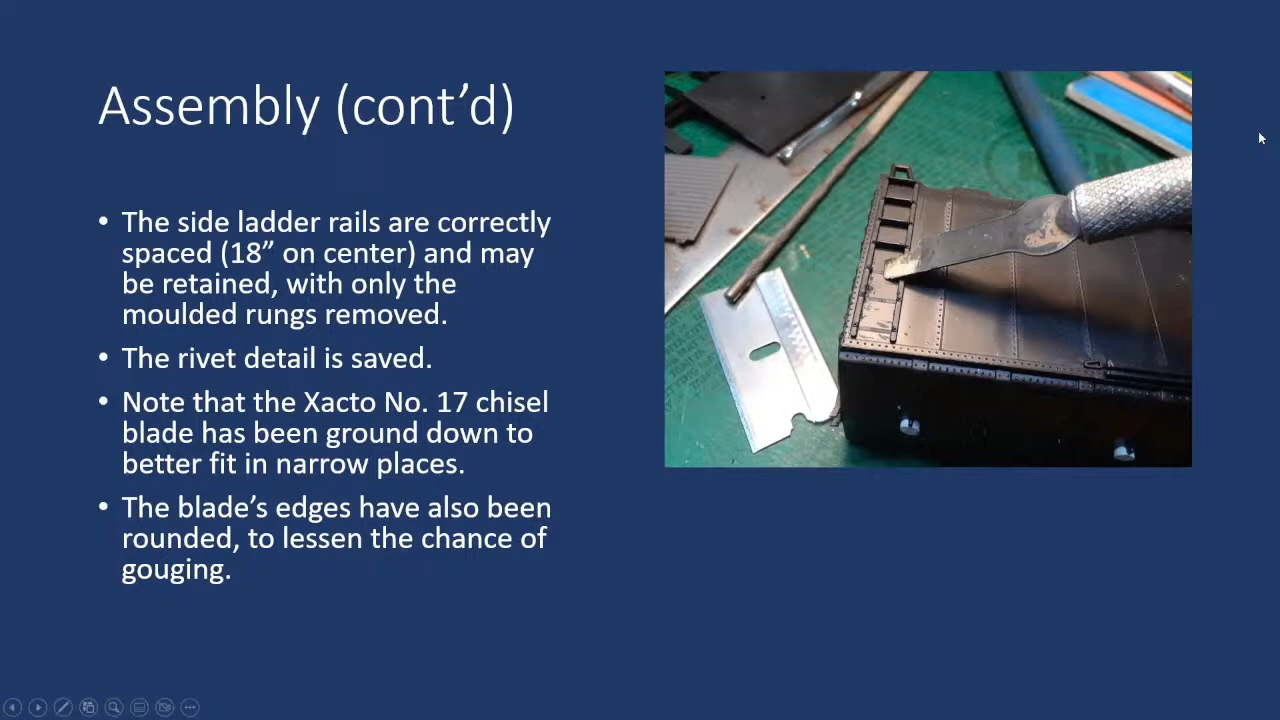 Assembly (cont’d)
• The side ladder rails are correctly
spaced (18” on center) and may
be retained, with only the
moulded rungs removed.
• The rivet detail is saved.
• Note that the Xacto No. 17 chisel
blade has been ground down to
better fit in narrow places.
• The blade’s edges have also been
rounded, to lessen the chance of
gouging.